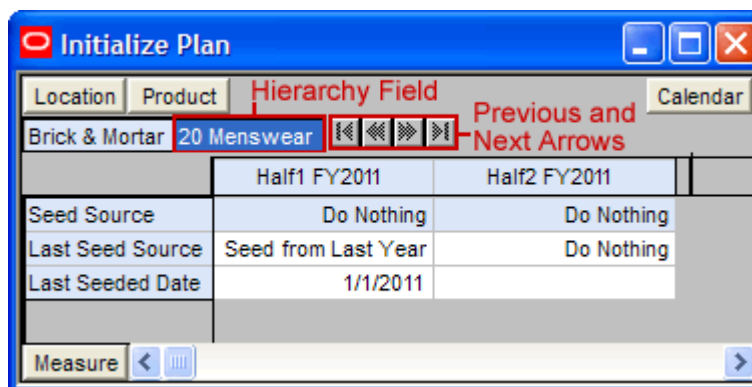 Initialize Plan
Location Product Hierarchy Field Calendar
Brick & Mortar 20 Menswear Previous and
Next Arrows
Half1 FY2011 Half2 FY2011
Seed Source Do Nothing Do Nothing
Last Seed Source Seed from Last Year Do Nothing
Last Seeded Date 1/1/2011
Measure